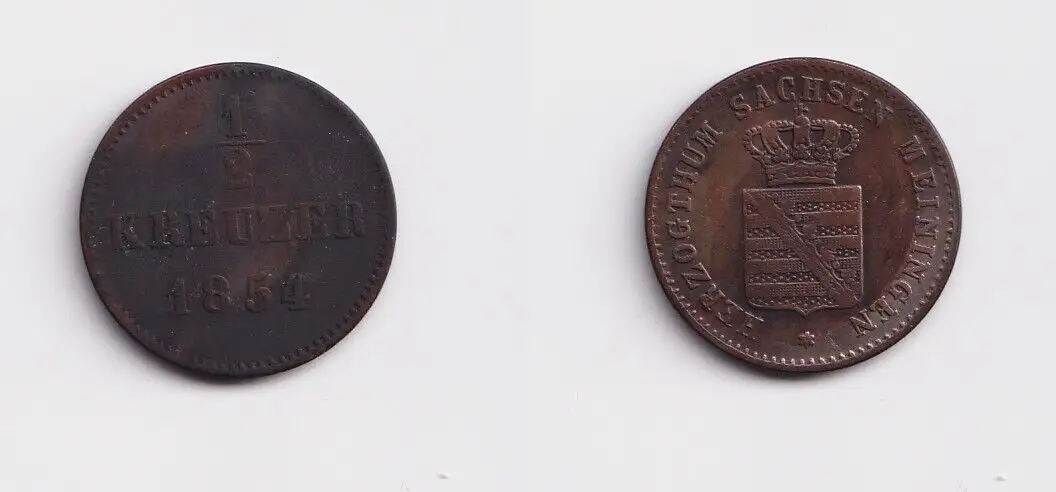 1
2
KREUZER
1854
HERZOGTHUM SACHSEN MEININGEN *